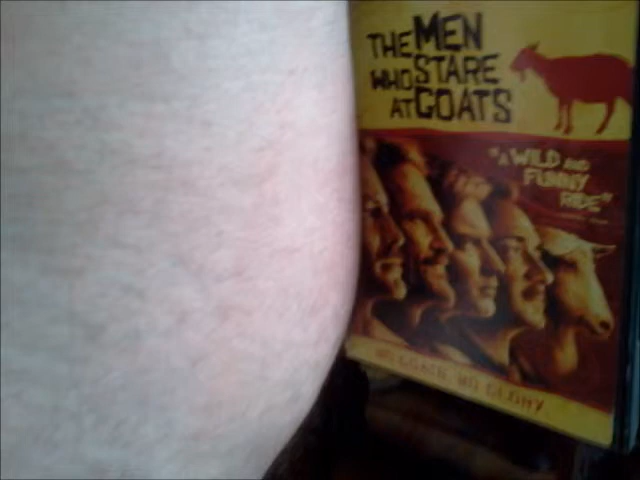 THE MEN
WHO STARE
AT GOATS
"A WILD AND
FUNNY
RIDE"
NO GOATS. NO GLORY.